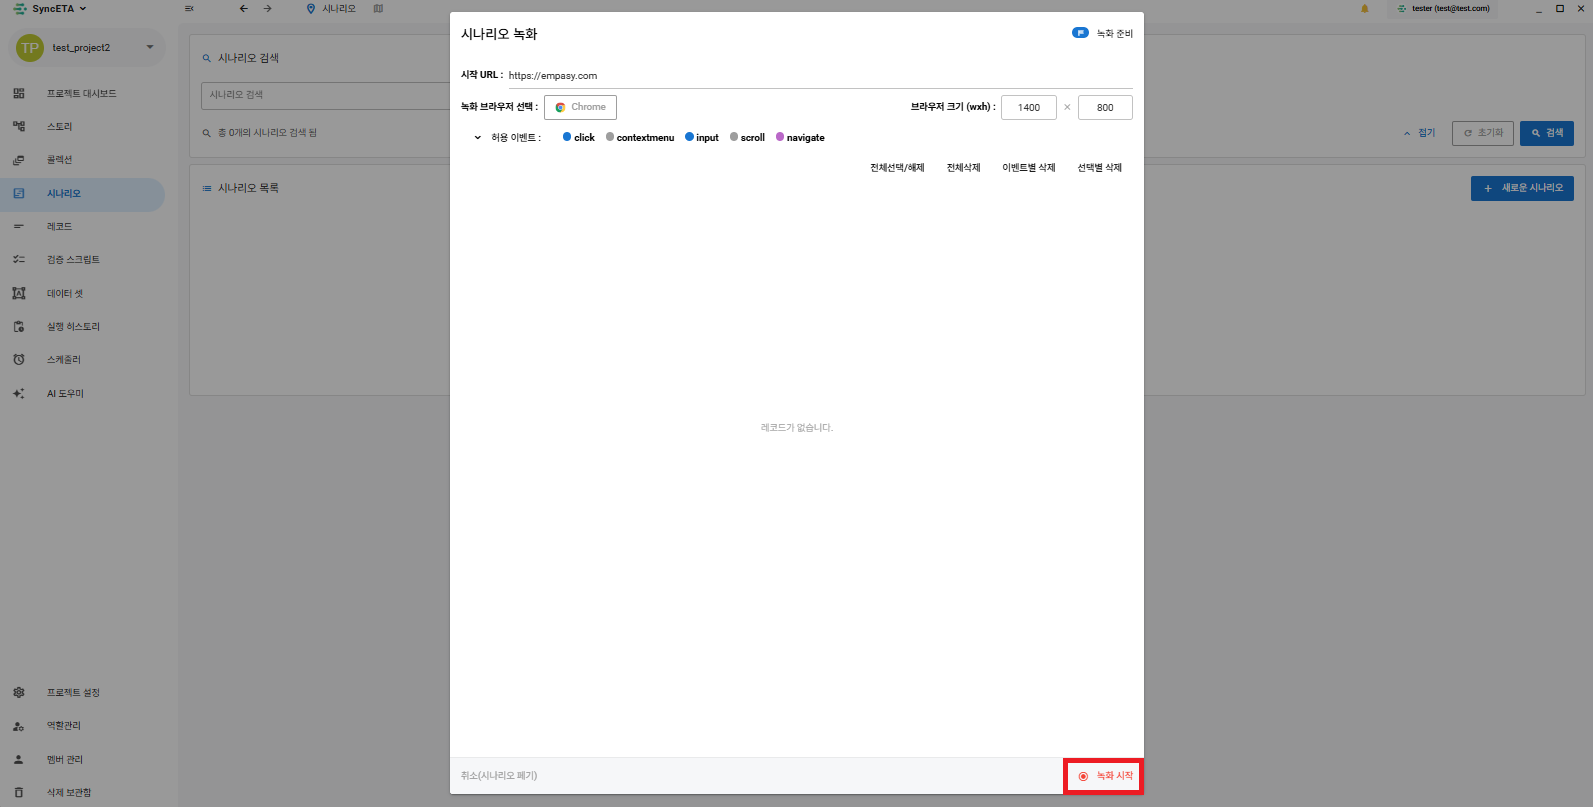 SyncETA
시나리오
tester (test@test.com)
TP test_project2
프로젝트 대시보드
스토리
콜렉션
시나리오
레코드
검증 스크립트
데이터 셋
실행 히스토리
스케줄러
AI 도우미
프로젝트 설정
역할관리
멤버 관리
삭제 보관함
시나리오 검색
시나리오 검색
총 0개의 시나리오 검색 됨
접기 초기화 검색
시나리오 목록
새로운 시나리오
시나리오 녹화
녹화 준비
시작 URL : https://empasy.com
녹화 브라우저 선택 : Chrome
브라우저 크기 (wxh) : 1400 × 800
허용 이벤트 : click contextmenu input scroll navigate
전체선택/해제 전체삭제 이벤트별 삭제 선택별 삭제
레코드가 없습니다.
취소(시나리오 폐기)
녹화 시작